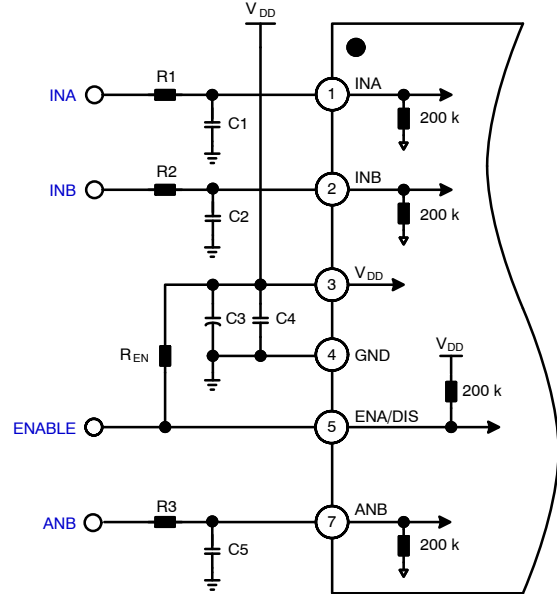 VDD
INA
R1
C1
1
INA
200 k
INB
R2
C2
2
INB
200 k
3
VDD
C3
C4
REN
4
GND
VDD
200 k
ENABLE
5
ENA/DIS
ANB
R3
C5
7
ANB
200 k